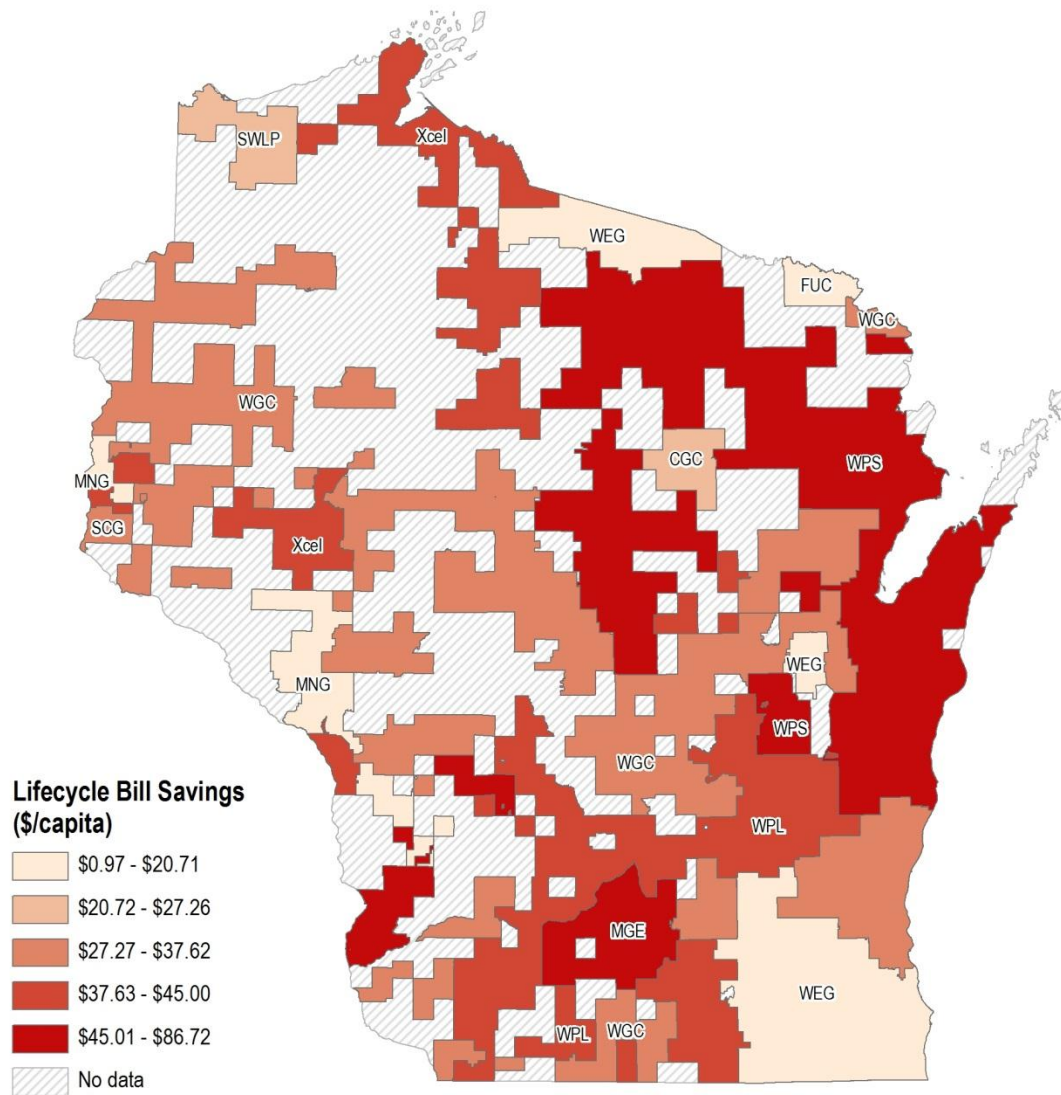 SWLP
Xcel
WEG
FUC
WGC
WGC
CGC
WPS
MNG
SCG
Xcel
WEG
MNG
WPS
WGC
WPL
Lifecycle Bill Savings
($/capita)
$0.97 - $20.71
$20.72 - $27.26
$27.27 - $37.62
$37.63 - $45.00
$45.01 - $86.72
No data
MGE
WEG
WPL
WGC